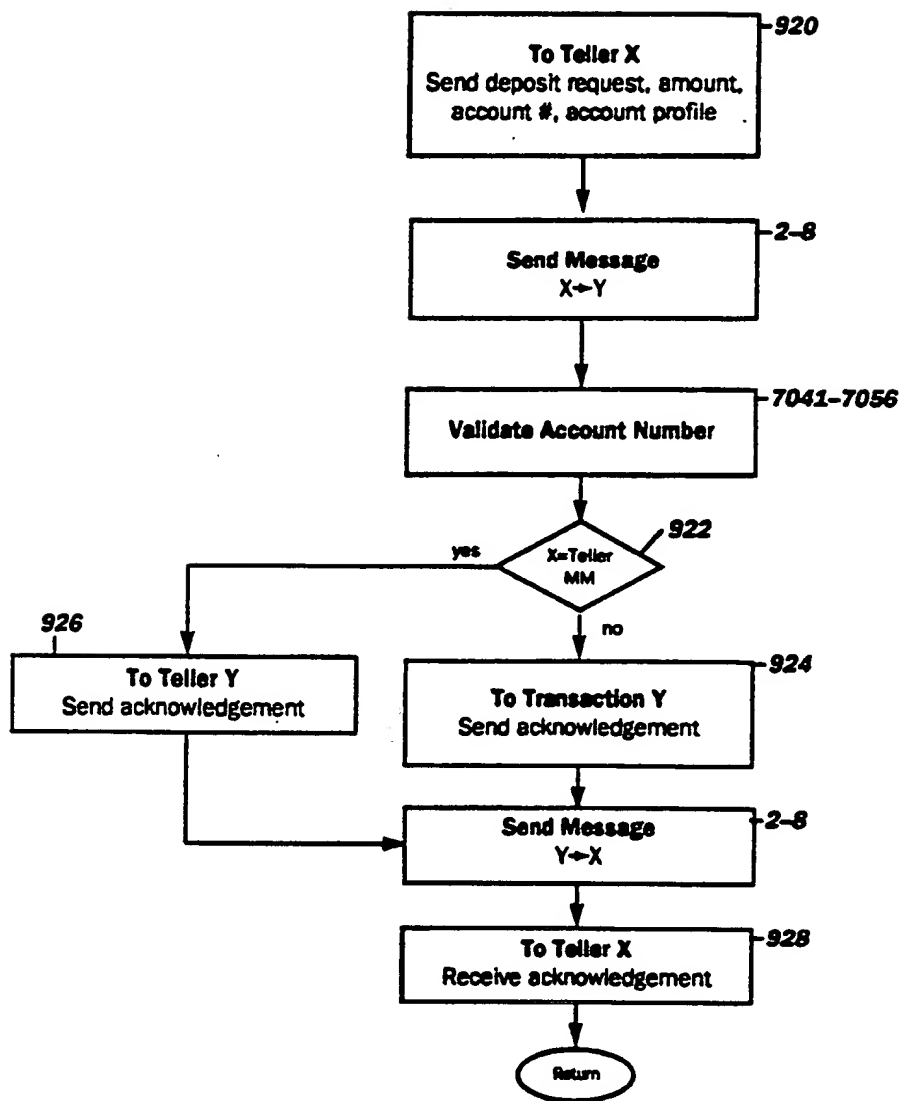 920
To Teller X
Send deposit request, amount,
account #, account profile
2–8
Send Message
X→Y
7041–7056
Validate Account Number
922
X=Teller
MM
yes
no
926
To Teller Y
Send acknowledgement
924
To Transaction Y
Send acknowledgement
2–8
Send Message
Y→X
928
To Teller X
Receive acknowledgement
Return